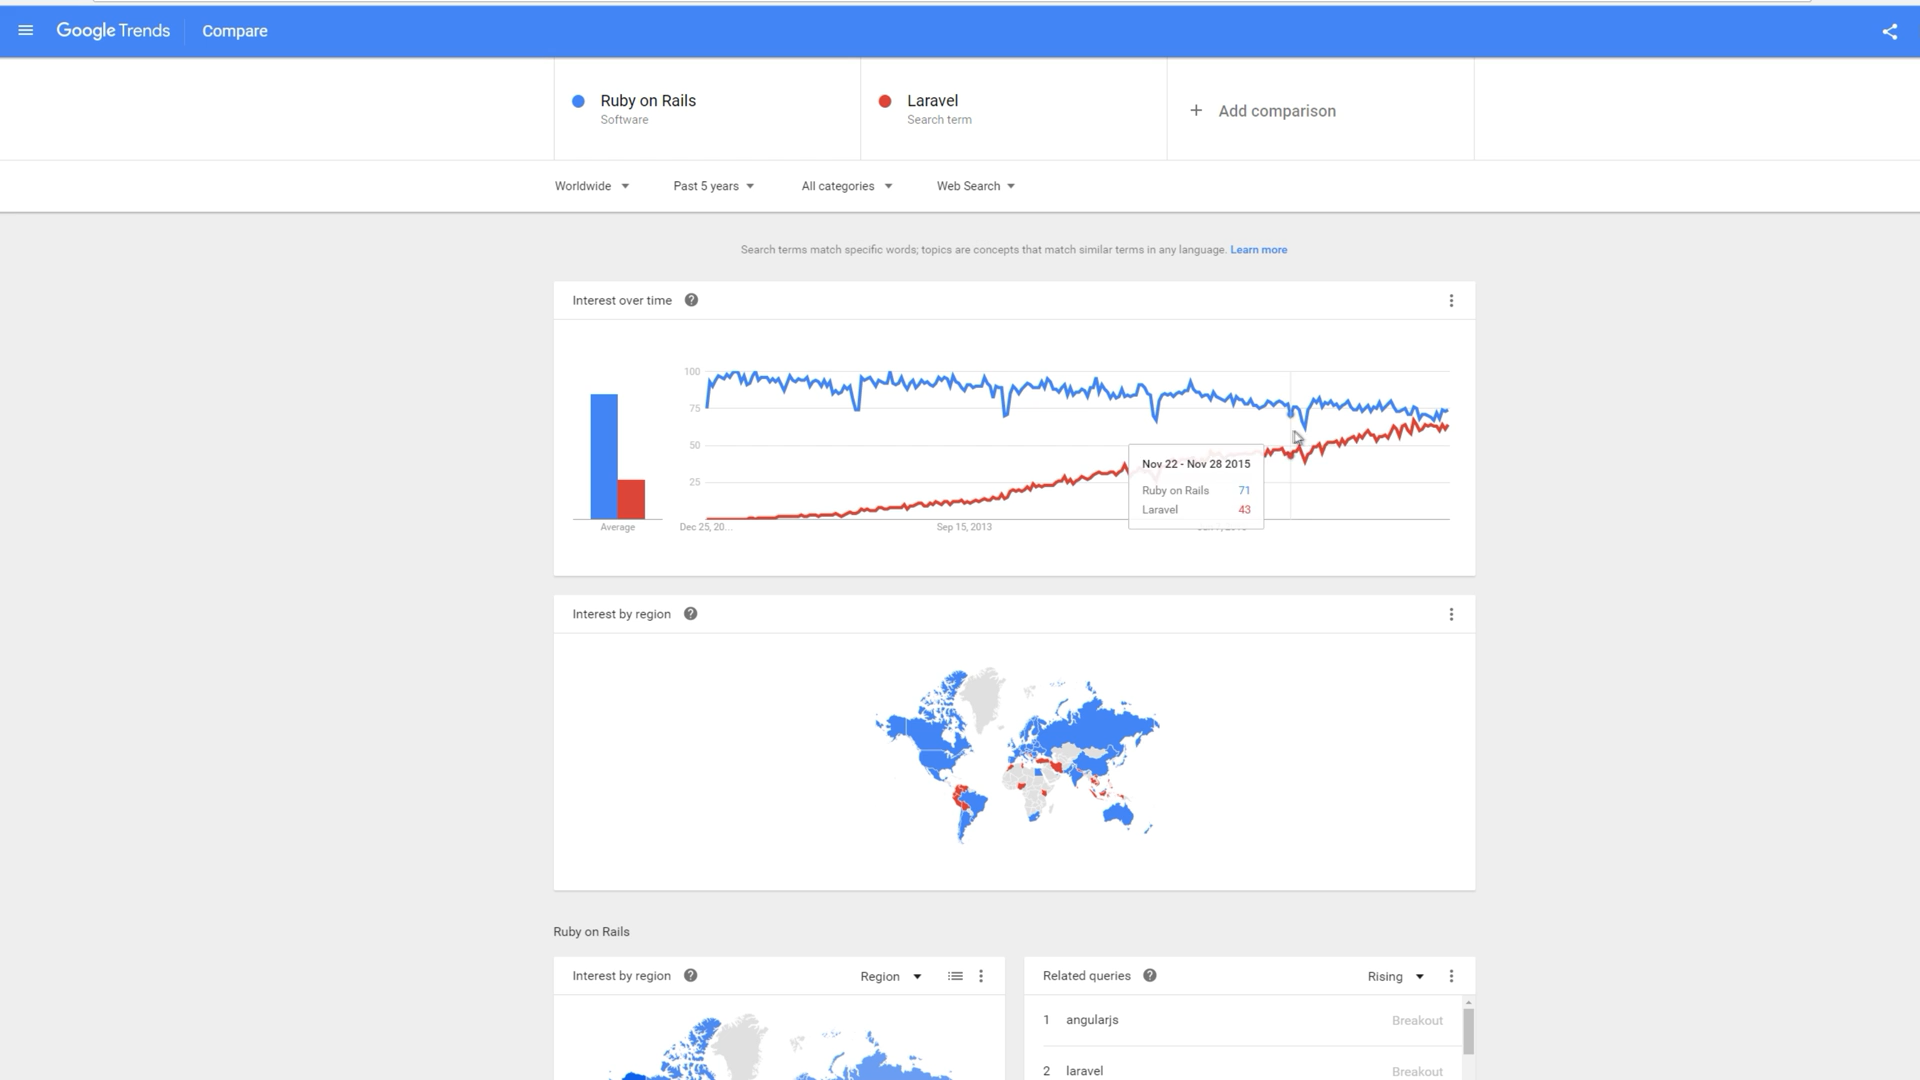 Google Trends Compare
Ruby on Rails
Software
Laravel
Search term
+ Add comparison
Worldwide Past 5 years All categories Web Search
Search terms match specific words; topics are concepts that match similar terms in any language. Learn more
Interest over time
100
75
50
25
Average
Dec 25, 20...
Sep 15, 2013
Nov 22 - Nov 28 2015
Ruby on Rails 71
Laravel 43
Interest by region
Ruby on Rails
Interest by region Region
Related queries Rising
1 angularjs Breakout
2 laravel Breakout